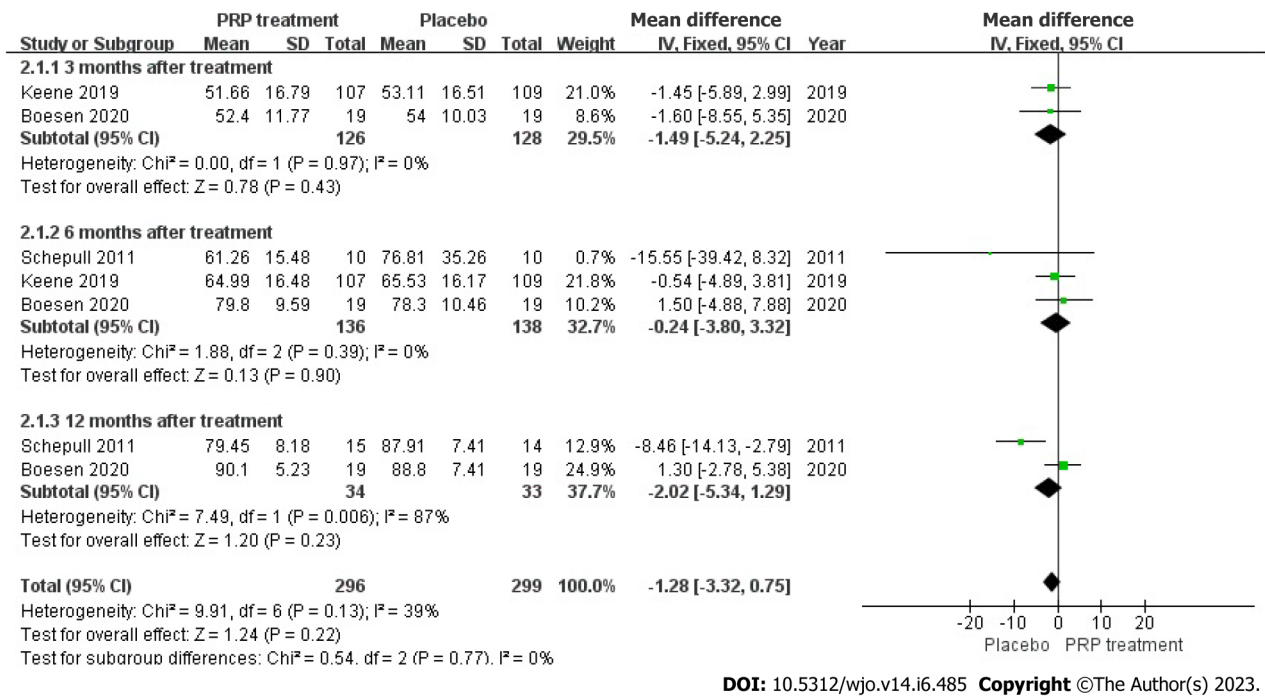 PRP treatment Placebo Mean difference Mean difference
Study or Subgroup Mean SD Total Mean SD Total Weight IV, Fixed, 95% CI Year IV, Fixed, 95% CI
2.1.1 3 months after treatment
Keene 2019 51.66 16.79 107 53.11 16.51 109 21.0% -1.45 [-5.89, 2.99] 2019
Boesen 2020 52.4 11.77 19 54 10.03 19 8.6% -1.60 [-8.55, 5.35] 2020
Subtotal (95% CI) 126 128 29.5% -1.49 [-5.24, 2.25]
Heterogeneity: Chi² = 0.00, df = 1 (P = 0.97); I² = 0%
Test for overall effect: Z = 0.78 (P = 0.43)
2.1.2 6 months after treatment
Schepull 2011 61.26 15.48 10 76.81 35.26 10 0.7% -15.55 [-39.42, 8.32] 2011
Keene 2019 64.99 16.48 107 65.53 16.17 109 21.8% -0.54 [-4.89, 3.81] 2019
Boesen 2020 79.8 9.59 19 78.3 10.46 19 10.2% 1.50 [-4.88, 7.88] 2020
Subtotal (95% CI) 136 138 32.7% -0.24 [-3.80, 3.32]
Heterogeneity: Chi² = 1.88, df = 2 (P = 0.39); I² = 0%
Test for overall effect: Z = 0.13 (P = 0.90)
2.1.3 12 months after treatment
Schepull 2011 79.45 8.18 15 87.91 7.41 14 12.9% -8.46 [-14.13, -2.79] 2011
Boesen 2020 90.1 5.23 19 88.8 7.41 19 24.9% 1.30 [-2.78, 5.38] 2020
Subtotal (95% CI) 34 33 37.7% -2.02 [-5.34, 1.29]
Heterogeneity: Chi² = 7.49, df = 1 (P = 0.006); I² = 87%
Test for overall effect: Z = 1.20 (P = 0.23)
Total (95% CI) 296 299 100.0% -1.28 [-3.32, 0.75]
Heterogeneity: Chi² = 9.91, df = 6 (P = 0.13); I² = 39%
Test for overall effect: Z = 1.24 (P = 0.22)
Test for subgroup differences: Chi² = 0.54, df = 2 (P = 0.77), I² = 0%
-20 -10 0 10 20
Placebo PRP treatment
DOI: 10.5312/wjo.v14.i6.485 Copyright ©The Author(s) 2023.